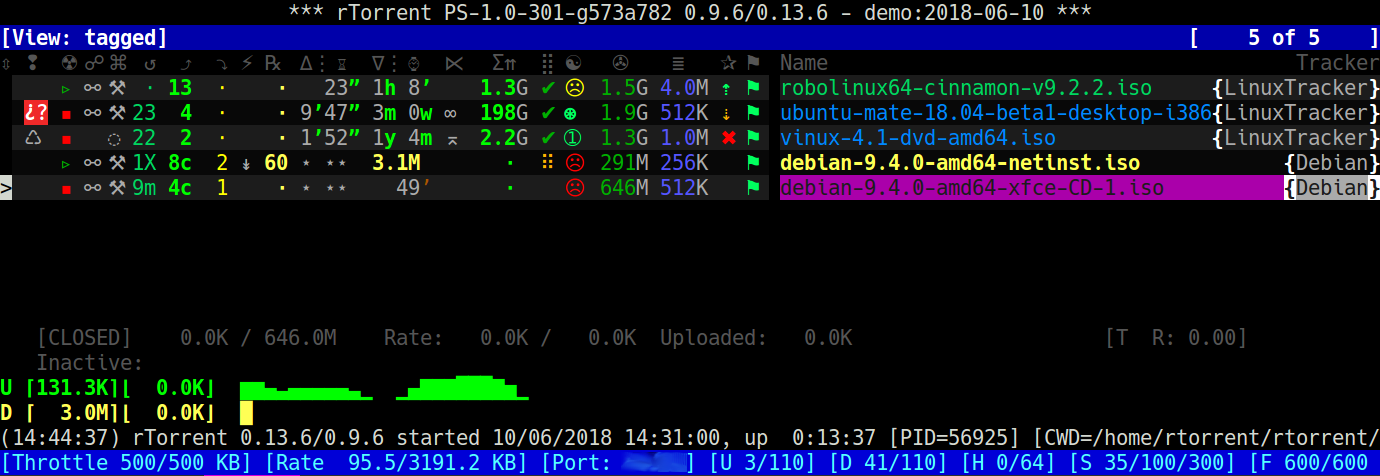 *** rTorrent PS-1.0-301-g573a782 0.9.6/0.13.6 - demo:2018-06-10 ***
[View: tagged] [ 5 of 5 ]
⇳ ❢ ☢ ☍ ⌘ ↺ ⤴ ⤵ ⚡ ℞ ∆⋮ ⌛ ∇⋮ ⌚ ⋉ Σ⇈ ⣿ ☯ ✇ ≣ ✰ ⚑ Name Tracker
▹ ⚯ ⚒ · 13 · · 23” 1h 8’ 1.3G ✔ ☹ 1.5G 4.0M ⇡ ⚑ robolinux64-cinnamon-v9.2.2.iso {LinuxTracker}
¿? ▪ ⚯ ⚒ 23 4 · · 9’47” 3m 0w ∞ 198G ✔ ⊛ 1.9G 512K ⇣ ⚑ ubuntu-mate-18.04-beta1-desktop-i386{LinuxTracker}
♺ ▪ ◌ 22 2 · · 1’52” 1y 4m ⌅ 2.2G ✔ ➀ 1.3G 1.0M ✖ ⚑ vinux-4.1-dvd-amd64.iso {LinuxTracker}
▹ ⚯ ⚒ 1X 8c 2 ↡ 60 ⋆ ⋆⋆ 3.1M · ⠿ ☹ 291M 256K ⚑ debian-9.4.0-amd64-netinst.iso {Debian}
> ▪ ⚯ ⚒ 9m 4c 1 · ⋆ ⋆⋆ 49’ · ☹ 646M 512K ⚑ debian-9.4.0-amd64-xfce-CD-1.iso {Debian}
[CLOSED] 0.0K / 646.0M Rate: 0.0K / 0.0K Uploaded: 0.0K [T R: 0.00]
Inactive:
U [131.3K]⌊ 0.0K⌋
D [ 3.0M]⌊ 0.0K⌋
(14:44:37) rTorrent 0.13.6/0.9.6 started 10/06/2018 14:31:00, up 0:13:37 [PID=56925] [CWD=/home/rtorrent/rtorrent/
[Throttle 500/500 KB] [Rate 95.5/3191.2 KB] [Port: ] [U 3/110] [D 41/110] [H 0/64] [S 35/100/300] [F 600/600